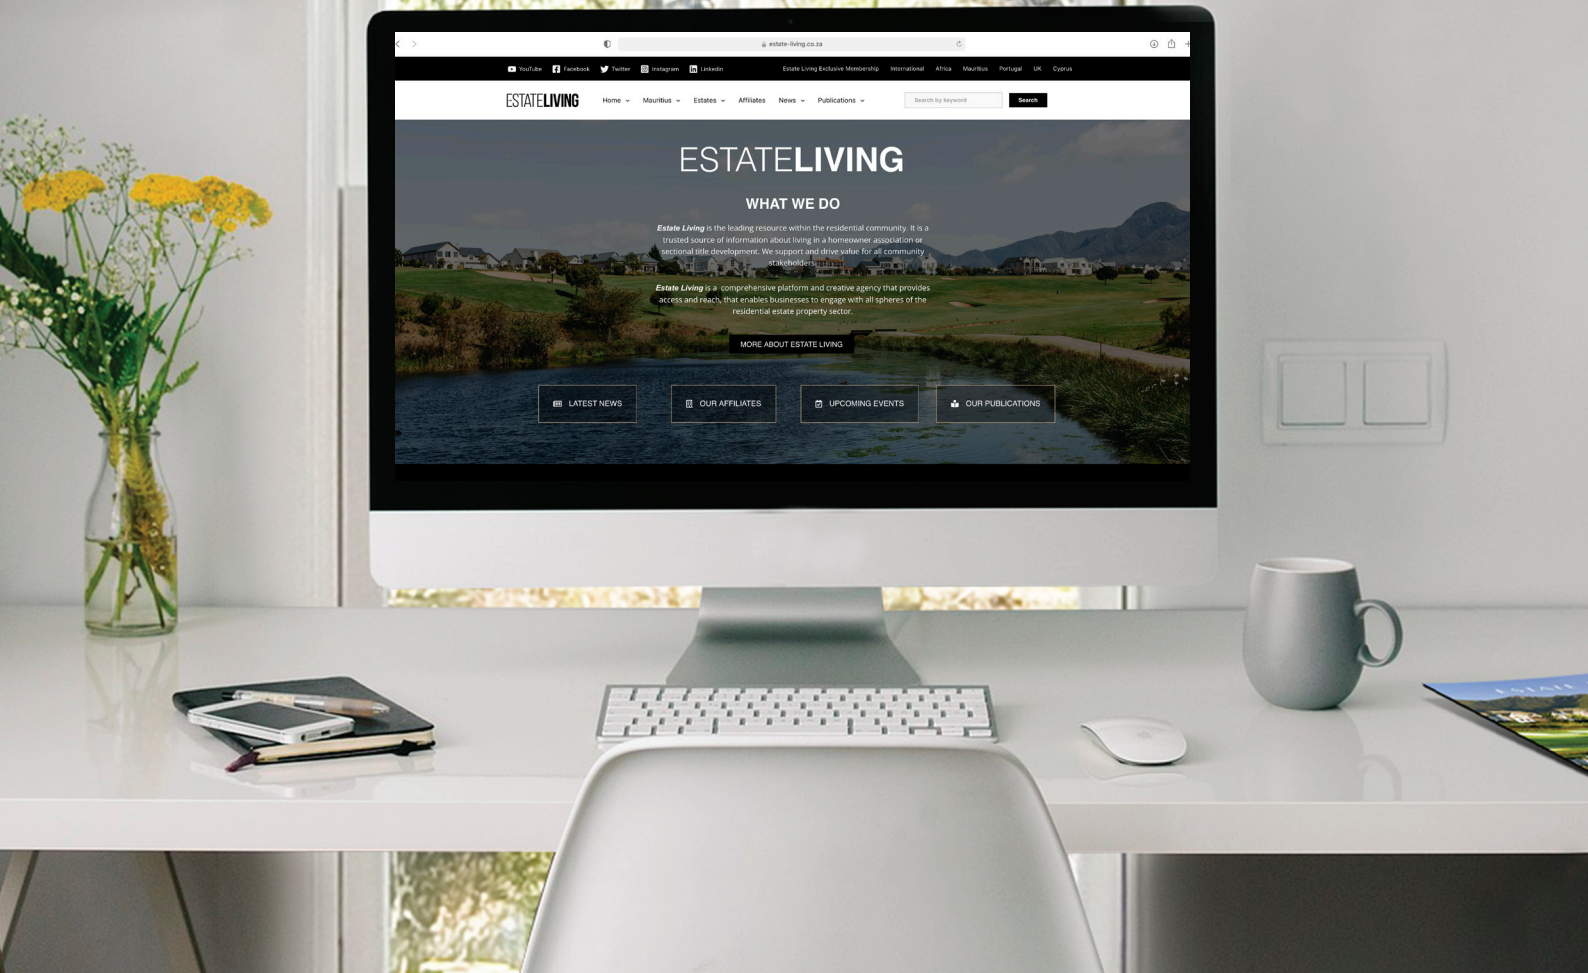 estate-living.co.za
YouTube Facebook Twitter Instagram Linkedin Estate Living Exclusive Membership International Africa Mauritius Portugal UK Cyprus
ESTATELIVING Home Mauritius Estates Affiliates News Publications Search by keyword Search
ESTATELIVING
WHAT WE DO
Estate Living is the leading resource within the residential community. It is a
trusted source of information about living in a homeowner association or
sectional title development. We support and drive value for all community
stakeholders.
Estate Living is a comprehensive platform and creative agency that provides
access and reach, that enables businesses to engage with all spheres of the
residential estate property sector.
MORE ABOUT ESTATE LIVING
LATEST NEWS OUR AFFILIATES UPCOMING EVENTS OUR PUBLICATIONS